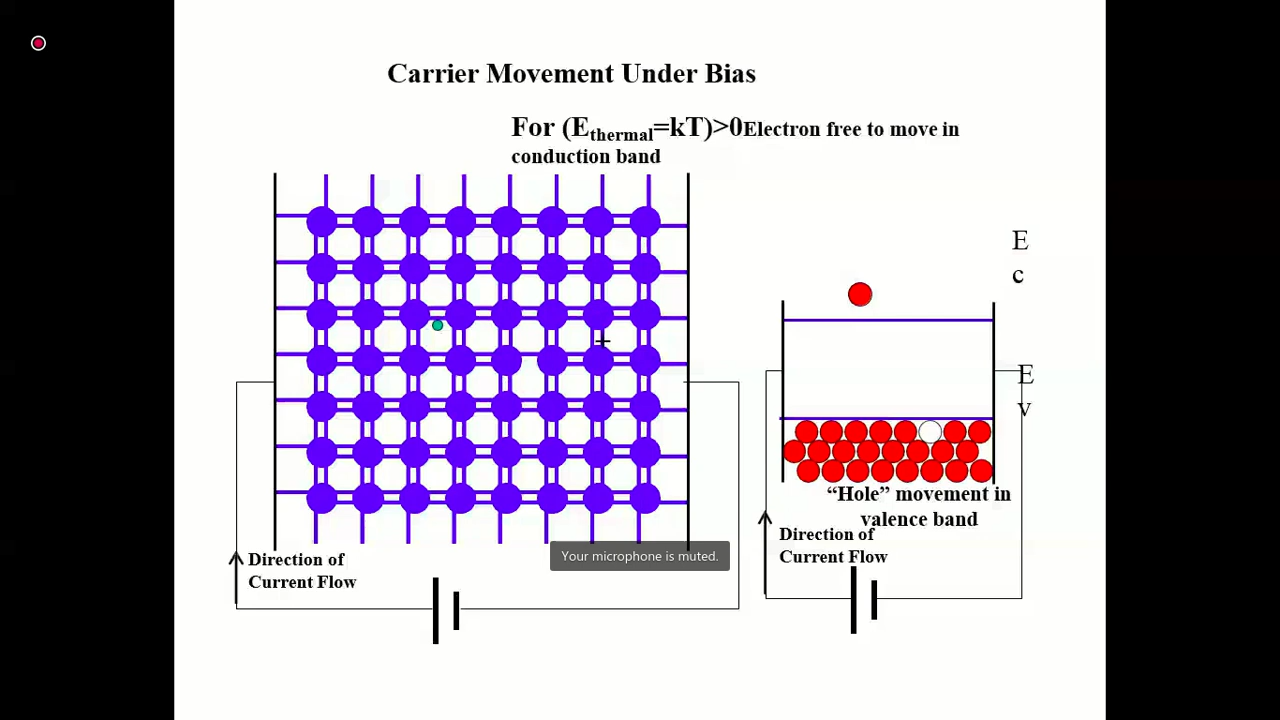 Carrier Movement Under Bias
For (Ethermal=kT)>0Electron free to move in
conduction band
E
c
+
E
v
"Hole" movement in
valence band
Direction of
Current Flow
Direction of
Current Flow
Your microphone is muted.